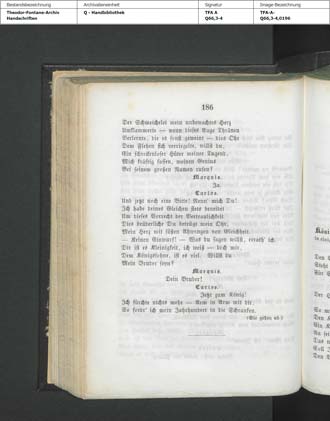 Bestandsbezeichnung
Archivalieneinheit
Signatur
Image-Bezeichnung
Theodor-Fontane-Archiv
Handschriften
Q - Handbibliothek
TFA A
Q66,3-4
TFA-A-
Q66,3-4,0196
186
Der Schmeichelei mein unbewachtes Herz
Umklammern — wenn dieses Auge Thränen
Verlernte, die es sonst geweint — dies Ohr
Dem Flehen sich verriegelte, willst du,
Ein schreckenloser Hüter meiner Tugend,
Mich kräftig fassen, meinen Genius
Bei seinem großen Namen rufen?
Marquis.
Ja.
Carlos.
Und jetzt noch eine Bitte! Nenn' mich Du!
Ich habe deines Gleichen stets beneidet
Um dieses Vorrecht der Vertraulichkeit.
Dies brüderliche Du betrügt mein Ohr,
Mein Herz mit süßen Ahnungen von Gleichheit.
— Keinen Einwurf! — Was du sagen willst, errath' ich.
Dir ist es Kleinigkeit, ich weiß — doch mir,
Dem Königssohne, ist es viel. Willst du
Mein Bruder seyn?
Marquis.
Dein Bruder!
Carlos.
Jetzt zum König!
Ich fürchte nichts mehr — Arm in Arm mit dir,
So fordr' ich mein Jahrhundert in die Schranken.
(Sie gehen ab.)